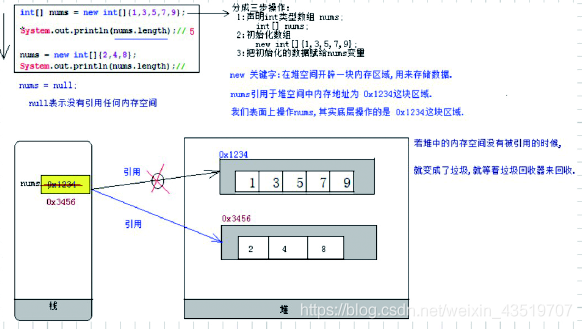 int[] nums = new int[]{1,3,5,7,9};
System.out.println(nums.length);// 5
nums = new int[]{2,4,8};
System.out.println(nums.length)//
nums = null;
null表示没有引用任何内存空间
分成三步操作:
1:声明int类型数组 nums;
int[] nums;
2:初始化数组
new int[]{1,3,5,7,9};
3:把初始化的数据赋给nums变量
new 关键字:在堆空间开辟一块内存区域,用来存储数据.
nums引用于堆空间中内存地址为 0x1234这块区域.
我们表面上操作nums,其实底层操作的是 0x1234这块区域.
若堆中的内存空间没有被引用的时候,
就变成了垃圾,就等着垃圾回收器来回收.
nums
0x1234
0x3456
引用
引用
0x1234
1 3 5 7 9
0x3456
2 4 8
栈
堆
https://blog.csdn.net/weixin_43519707